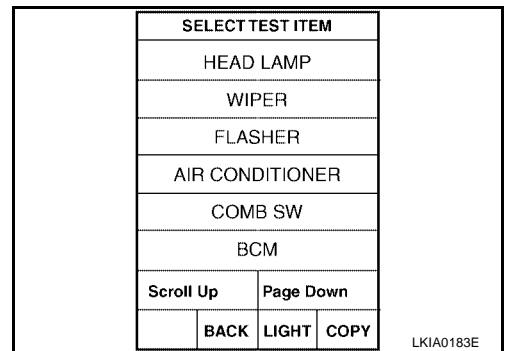 SELECT TEST ITEM
HEAD LAMP
WIPER
FLASHER
AIR CONDITIONER
COMB SW
BCM
Scroll Up Page Down
BACK LIGHT COPY
LKIA0183E